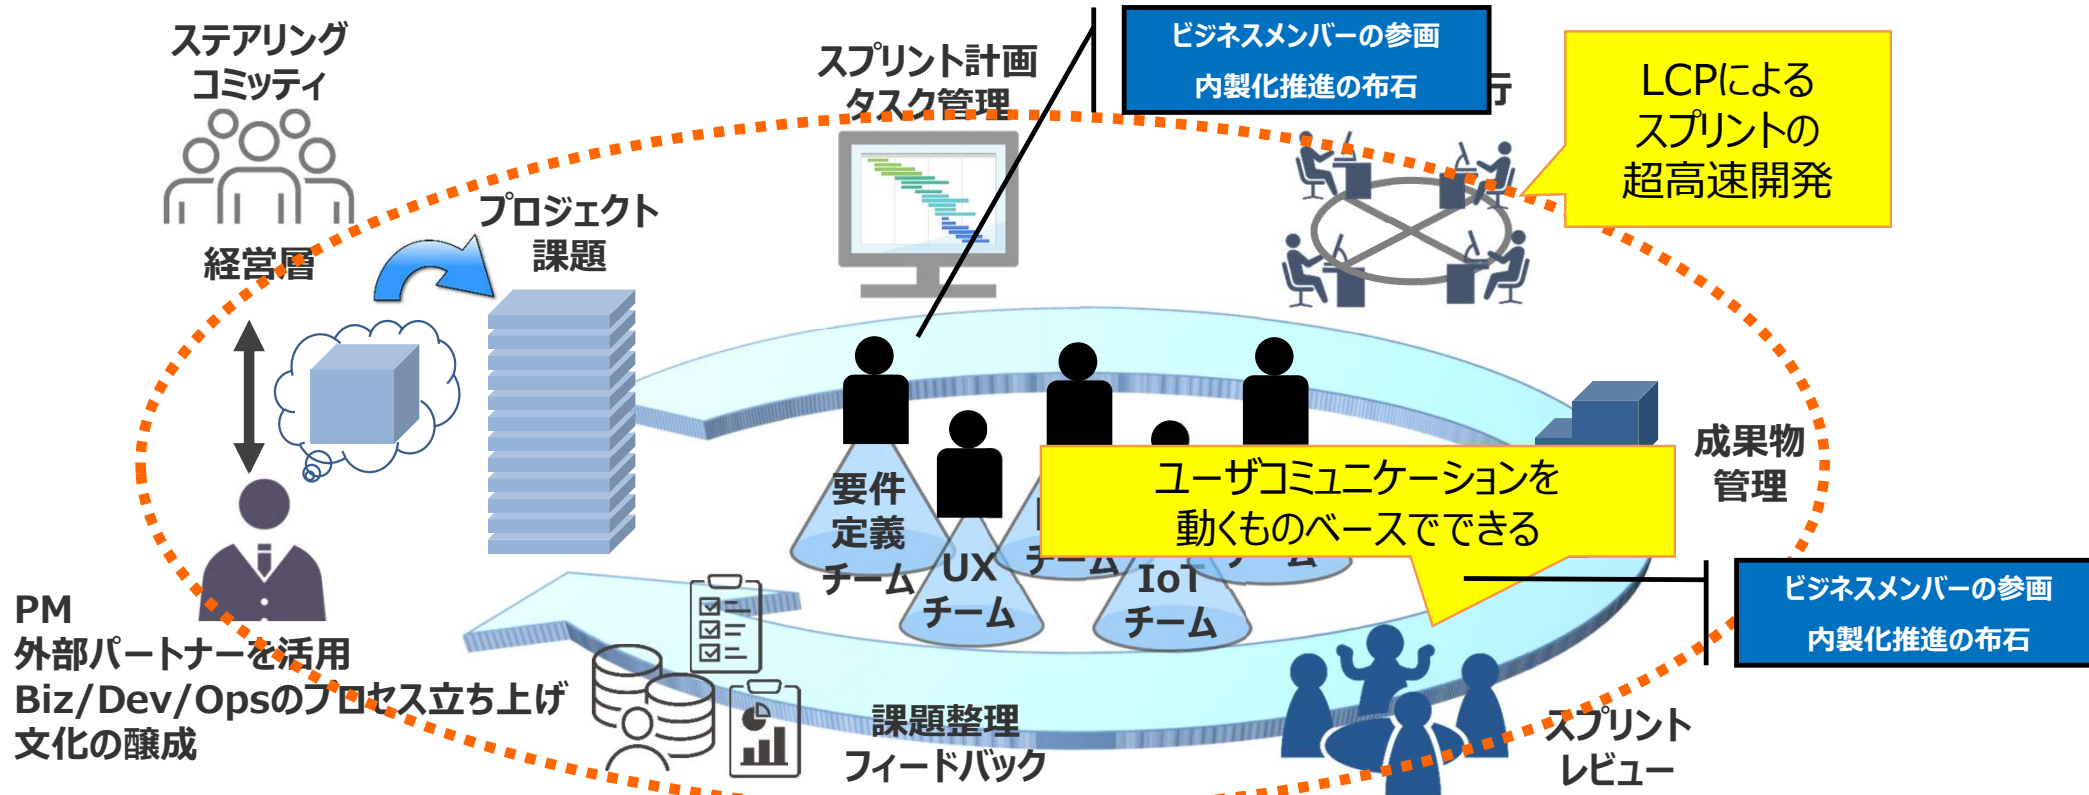 ステアリング
コミッティ
経営層
プロジェクト
課題
スプリント計画
タスク管理
ビジネスメンバーの参画
内製化推進の布石
行
LCPによる
スプリントの
超高速開発
要件
定義
チーム
UX
チーム
チーム
IoT
チーム
チーム
ユーザコミュニケーションを
動くものベースでできる
成果物
管理
ビジネスメンバーの参画
内製化推進の布石
PM
外部パートナーを活用
Biz/Dev/Opsのプロセス立ち上げ
文化の醸成
課題整理
フィードバック
スプリント
レビュー